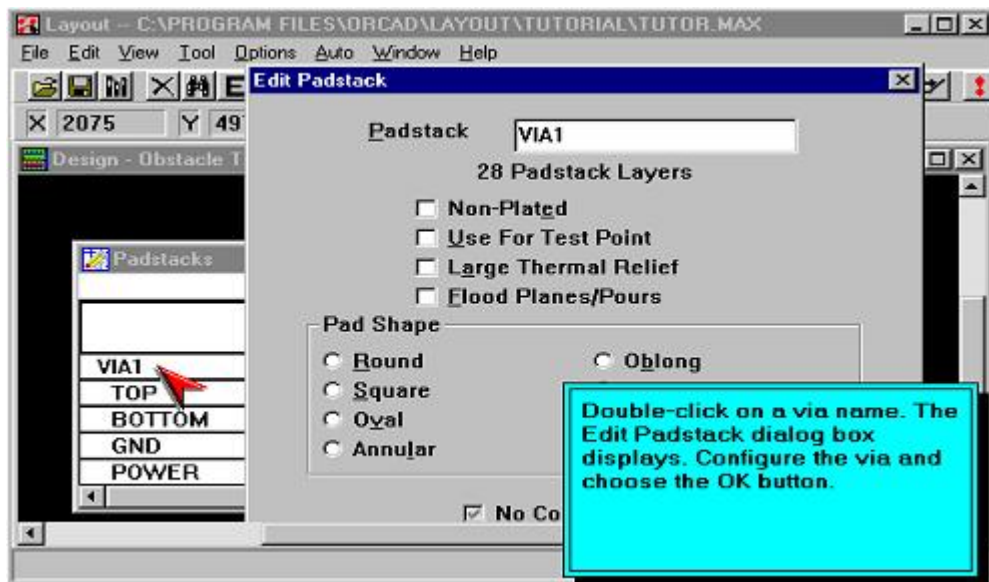 Layout - C:\PROGRAM FILES\ORCAD\LAYOUT\TUTORIAL\TUTOR.MAX
File Edit View Tool Options Auto Window Help
E
X 2075 Y 49
Edit Padstack
Padstack VIA1
28 Padstack Layers
Non-Plated
Use For Test Point
Large Thermal Relief
Flood Planes/Pours
Pad Shape
Round Oblong
Square
Oval
Annular
No Co
Design - Obstacle T
Padstacks
VIA1
TOP
BOTTOM
GND
POWER
Double-click on a via name. The
Edit Padstack dialog box
displays. Configure the via and
choose the OK button.